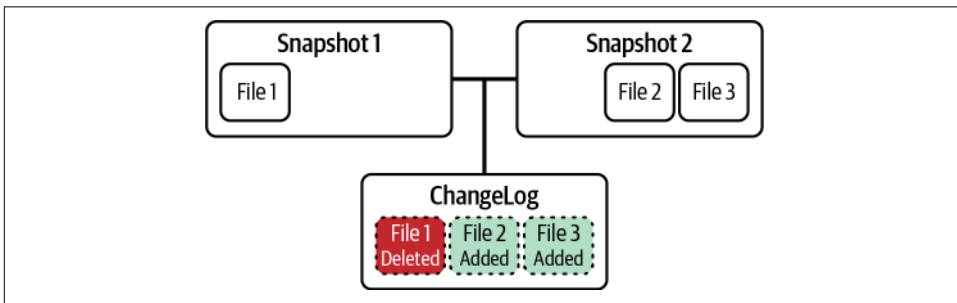 Snapshot 1
File 1
Snapshot 2
File 2
File 3
ChangeLog
File 1
Deleted
File 2
Added
File 3
Added